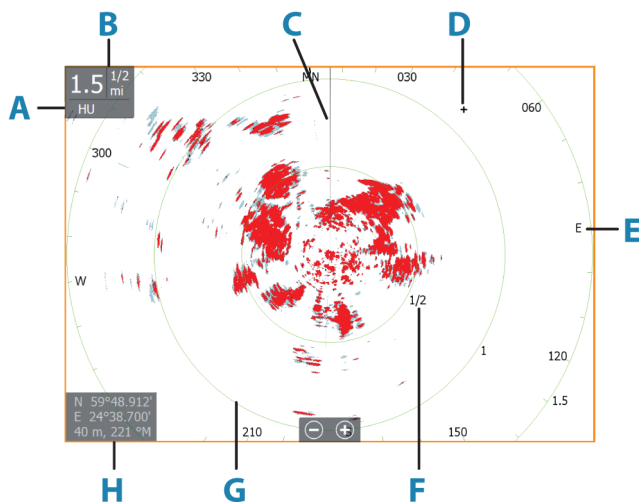 B
C
D
330
MN
030
1.5
1/2
mi
A
HU
060
300
E
E
W
1/2
1
120
1.5
N 59°48.912'
E 24°38.700'
40 m, 221 °M
210
150
H
G
F